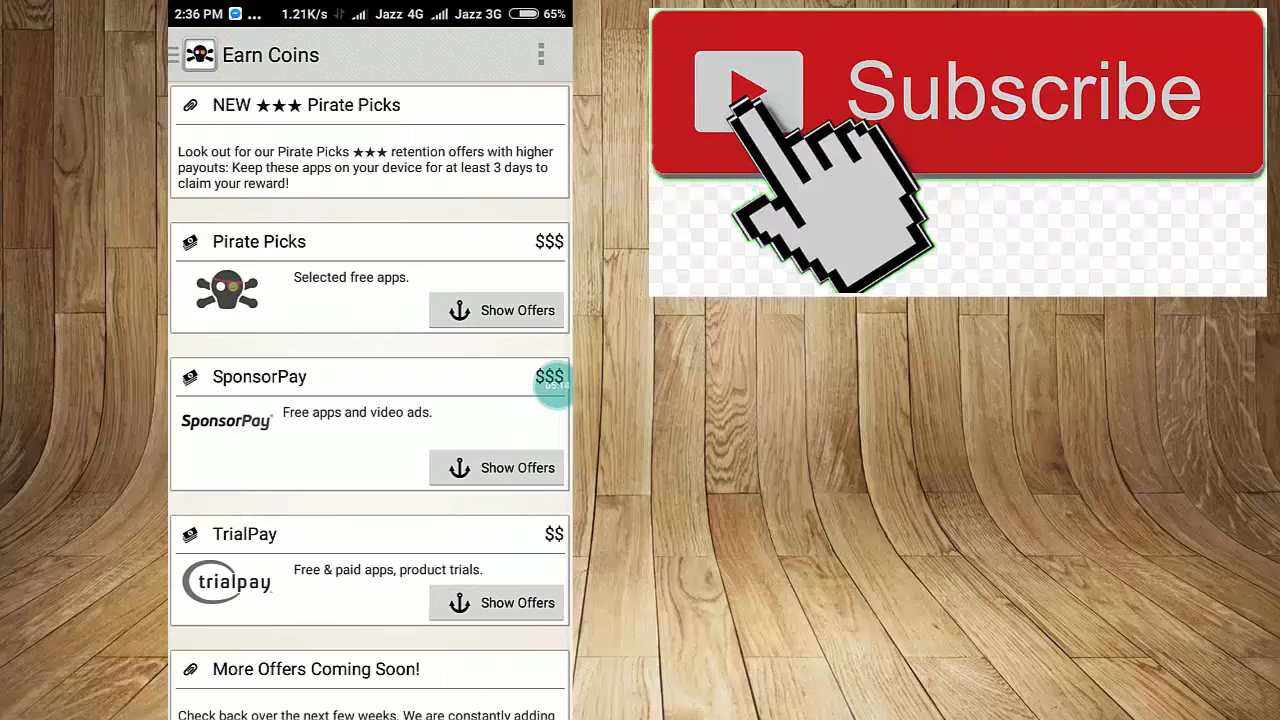 2:36 PM ... 1.21K/s Jazz 4G Jazz 3G 65%
Earn Coins
NEW ★★★ Pirate Picks
Look out for our Pirate Picks ★★★ retention offers with higher
payouts: Keep these apps on your device for at least 3 days to
claim your reward!
Pirate Picks $$$
Selected free apps.
Show Offers
SponsorPay $$$
05:14
SponsorPay
Free apps and video ads.
Show Offers
TrialPay $$
trialpay
Free & paid apps, product trials.
Show Offers
More Offers Coming Soon!
Check back over the next few weeks. We are constantly adding
Subscribe